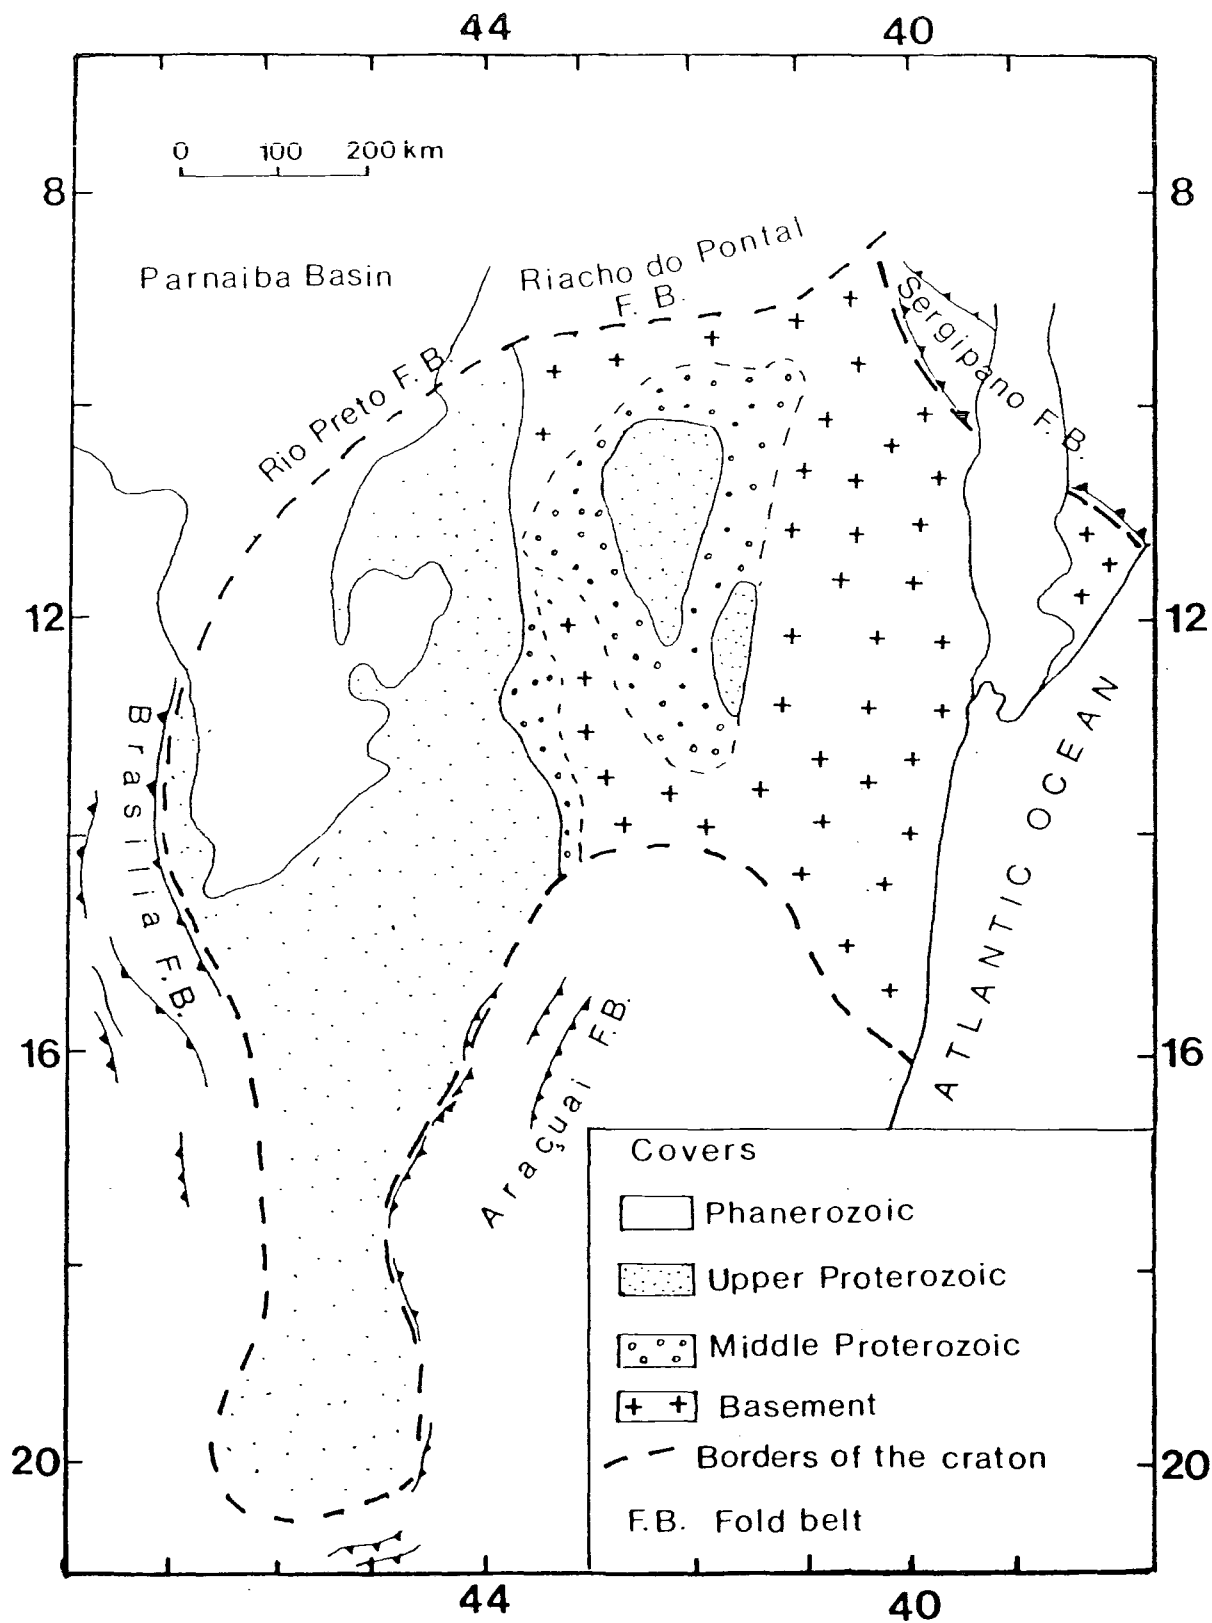 44 40
0 100 200 km
8 8
Parnaiba Basin
Riacho do Pontal
F. B.
Sergipano F. B.
Rio Preto F. B.
12 12
Brasilia F.B.
ATLANTIC OCEAN
Araçuai F.B.
16 16
Covers
Phanerozoic
Upper Proterozoic
Middle Proterozoic
Basement
Borders of the craton
F.B. Fold belt
20 20
44 40